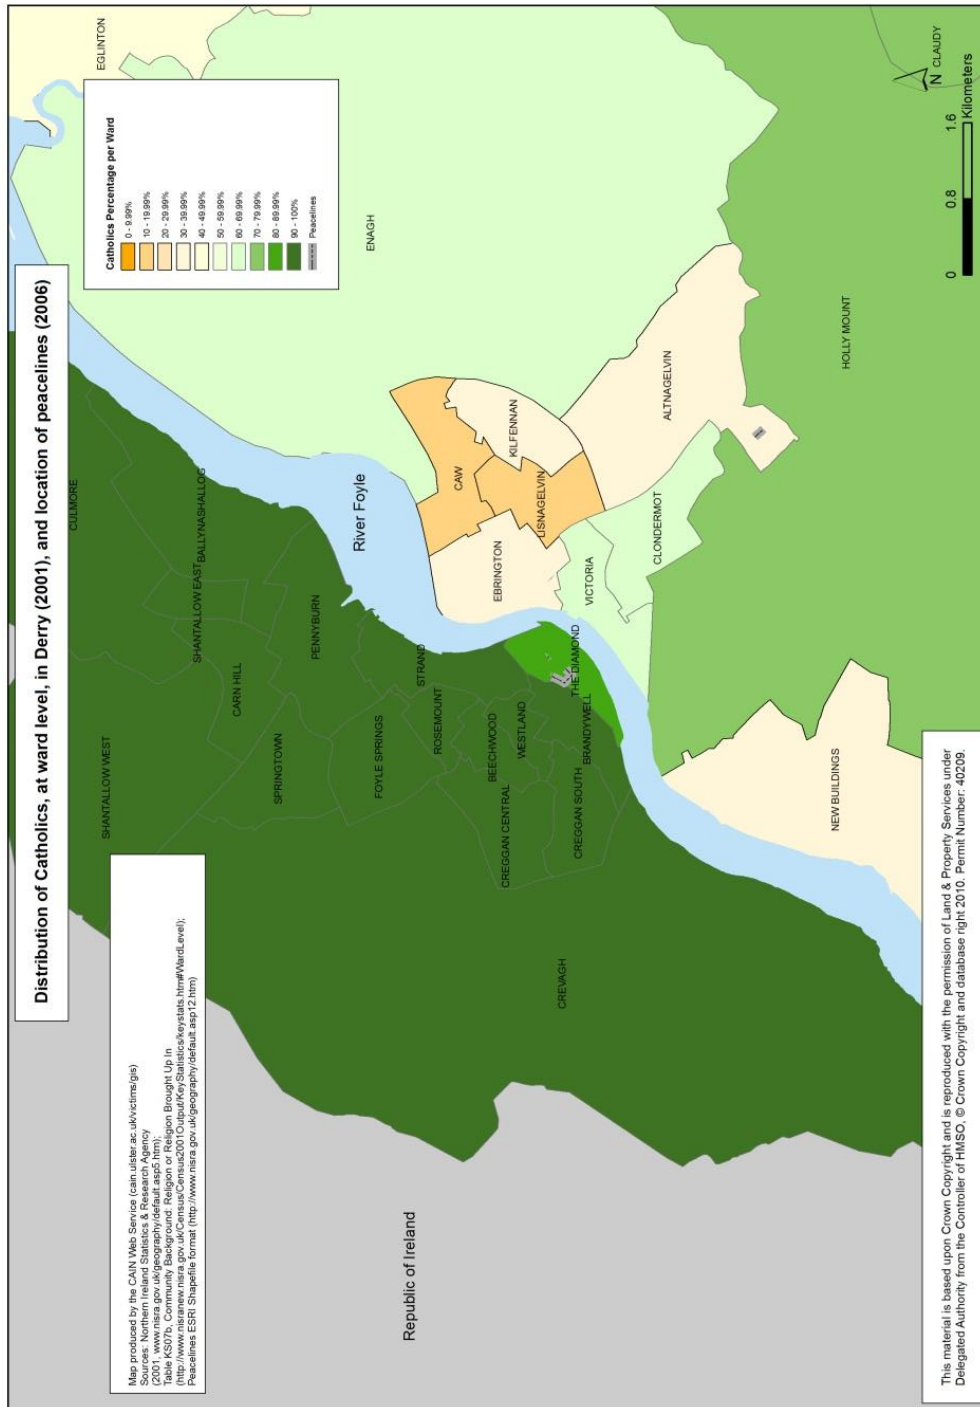 Distribution of Catholics, at ward level, in Derry (2001), and location of peacelines (2006)
Map produced by the CAIN Web Service (cain.ulster.ac.uk/victims/gis)
Sources: Northern Ireland Statistics & Research Agency
(2001, www.nisra.gov.uk/geography/default.asp5.htm);
Table KS07b, Community Background: Religion or Religion Brought Up In
(http://www.nisranew.nisra.gov.uk/Census/Census2001Output/KeyStatistics/keystats.html#WardLevel);
Peacelines ESRI Shapefile format (http://www.nisra.gov.uk/geography/default.asp12.htm)
Catholics Percentage per Ward
0 - 9.99%
10 - 19.99%
20 - 29.99%
30 - 39.99%
40 - 49.99%
50 - 59.99%
60 - 69.99%
70 - 79.99%
80 - 89.99%
90 - 100%
Peacelines
EGLINTON
CULMORE
SHANTALLOW WEST
SHANTALLOW EAST
BALLYNASHALLOG
CARN HILL
SPRINGTOWN
PENNYBURN
River Foyle
ENAGH
FOYLE SPRINGS
STRAND
ROSEMOUNT
Republic of Ireland
CREGGAN CENTRAL
BEECHWOOD
WESTLAND
EBRINGTON
CAW
KILFENNAN
LISNAGELVIN
CREVAGH
CREGGAN SOUTH
BRANDYWELL
THE DIAMOND
VICTORIA
CLONDERMOT
ALTNAGELVIN
NEW BUILDINGS
HOLLY MOUNT
CLAUDY
N
0 0.8 1.6
Kilometers
This material is based upon Crown Copyright and is reproduced with the permission of Land & Property Services under
Delegated Authority from the Controller of HMSO, © Crown Copyright and database right 2010. Permit Number: 40209.